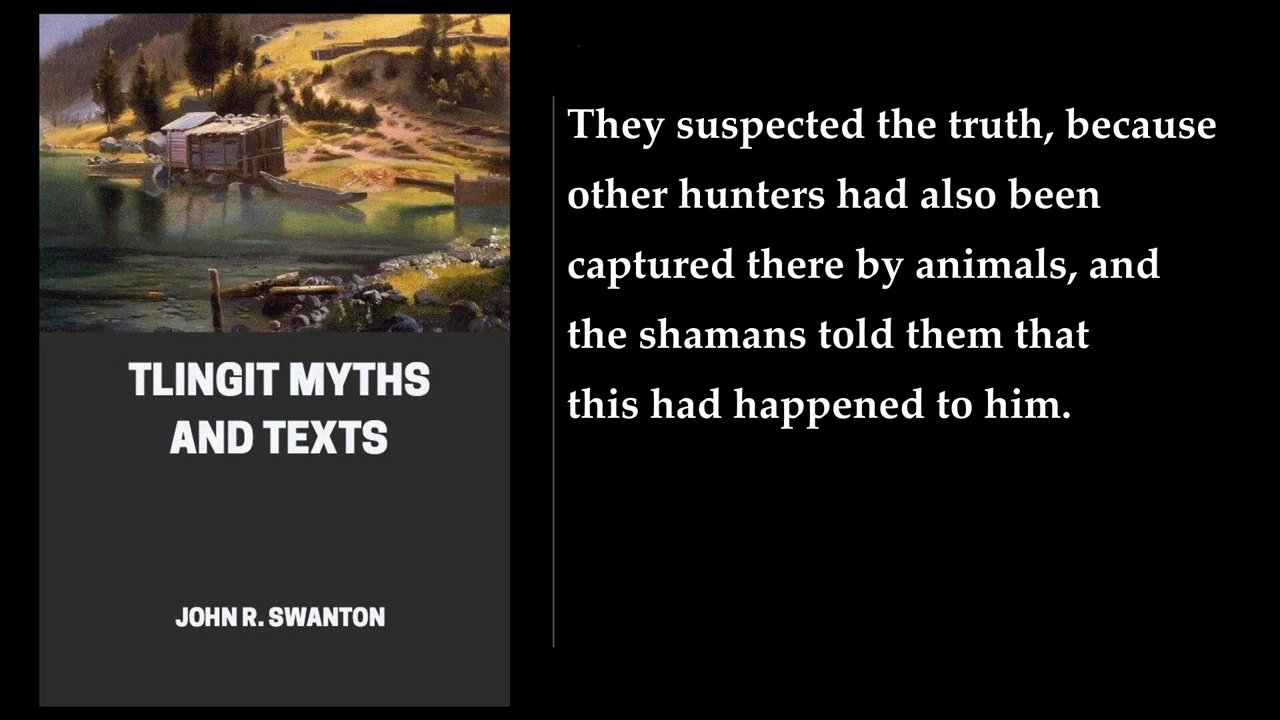 TLINGIT MYTHS
AND TEXTS
JOHN R. SWANTON
They suspected the truth, because
other hunters had also been
captured there by animals, and
the shamans told them that
this had happened to him.